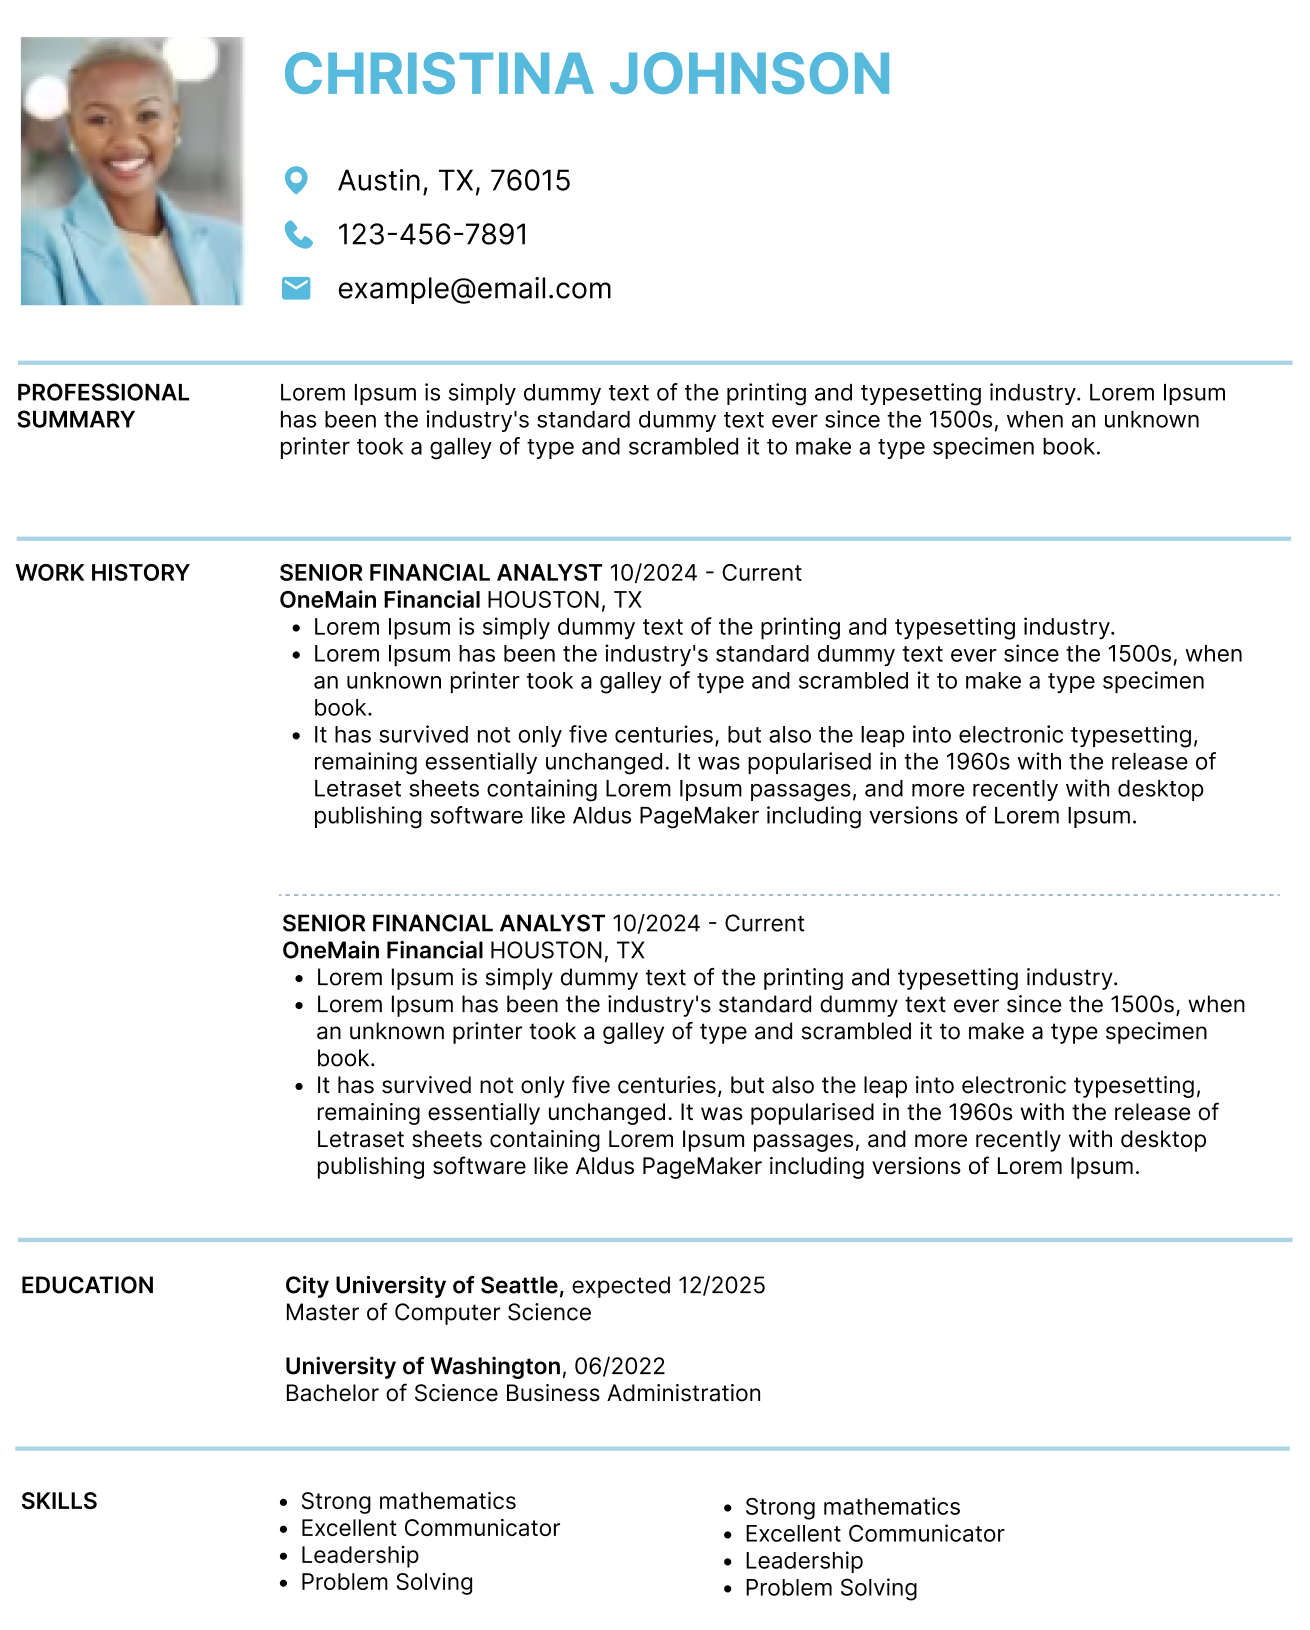 CHRISTINA JOHNSON
Austin, TX, 76015
123-456-7891
example@email.com
PROFESSIONAL
SUMMARY
Lorem Ipsum is simply dummy text of the printing and typesetting industry. Lorem Ipsum
has been the industry's standard dummy text ever since the 1500s, when an unknown
printer took a galley of type and scrambled it to make a type specimen book.
WORK HISTORY
SENIOR FINANCIAL ANALYST 10/2024 - Current
OneMain Financial HOUSTON, TX
• Lorem Ipsum is simply dummy text of the printing and typesetting industry.
• Lorem Ipsum has been the industry's standard dummy text ever since the 1500s, when
an unknown printer took a galley of type and scrambled it to make a type specimen
book.
• It has survived not only five centuries, but also the leap into electronic typesetting,
remaining essentially unchanged. It was popularised in the 1960s with the release of
Letraset sheets containing Lorem Ipsum passages, and more recently with desktop
publishing software like Aldus PageMaker including versions of Lorem Ipsum.
SENIOR FINANCIAL ANALYST 10/2024 - Current
OneMain Financial HOUSTON, TX
• Lorem Ipsum is simply dummy text of the printing and typesetting industry.
• Lorem Ipsum has been the industry's standard dummy text ever since the 1500s, when
an unknown printer took a galley of type and scrambled it to make a type specimen
book.
• It has survived not only five centuries, but also the leap into electronic typesetting,
remaining essentially unchanged. It was popularised in the 1960s with the release of
Letraset sheets containing Lorem Ipsum passages, and more recently with desktop
publishing software like Aldus PageMaker including versions of Lorem Ipsum.
EDUCATION
City University of Seattle, expected 12/2025
Master of Computer Science
University of Washington, 06/2022
Bachelor of Science Business Administration
SKILLS
• Strong mathematics
• Excellent Communicator
• Leadership
• Problem Solving
• Strong mathematics
• Excellent Communicator
• Leadership
• Problem Solving